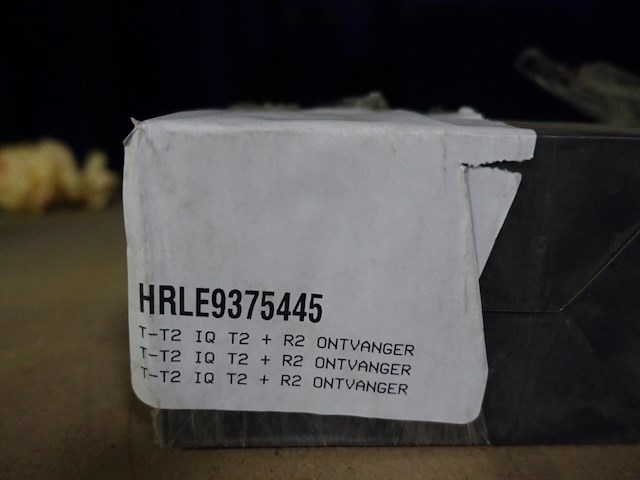 HRLE9375445
T-T2 IQ T2 + R2 ONTVANGER
T-T2 IQ T2 + R2 ONTVANGER
T-T2 IQ T2 + R2 ONTVANGER